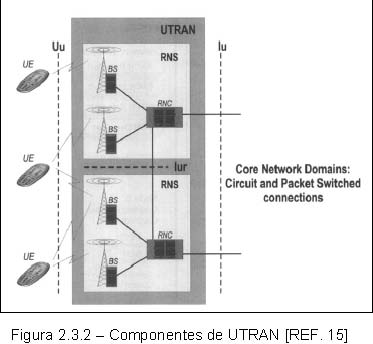 UTRAN
Uu
Iu
RNS
UE
BS
RNC
BS
UE
Iur
RNS
Core Network Domains:
Circuit and Packet Switched
connections
BS
RNC
UE
BS
Figura 2.3.2 – Componentes de UTRAN [REF. 15]